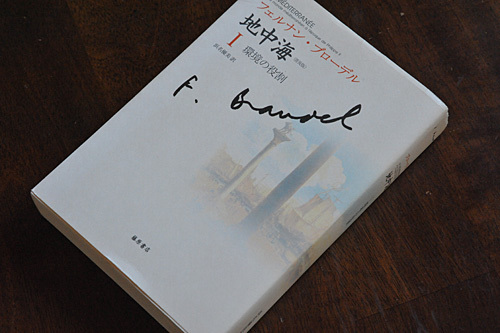 MÉDITERRANÉE
フェルナン・ブローデル
地中海
I
環境の役割
F. Braudel
藤原書店